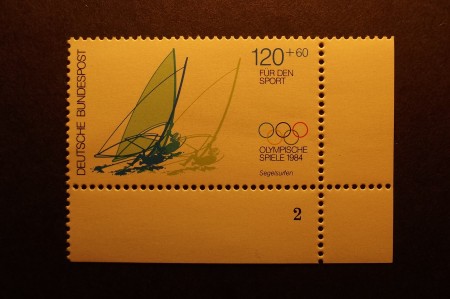 DEUTSCHE BUNDESPOST
120+60
FÜR DEN
SPORT
OLYMPISCHE
SPIELE 1984
Segelsurfen
2